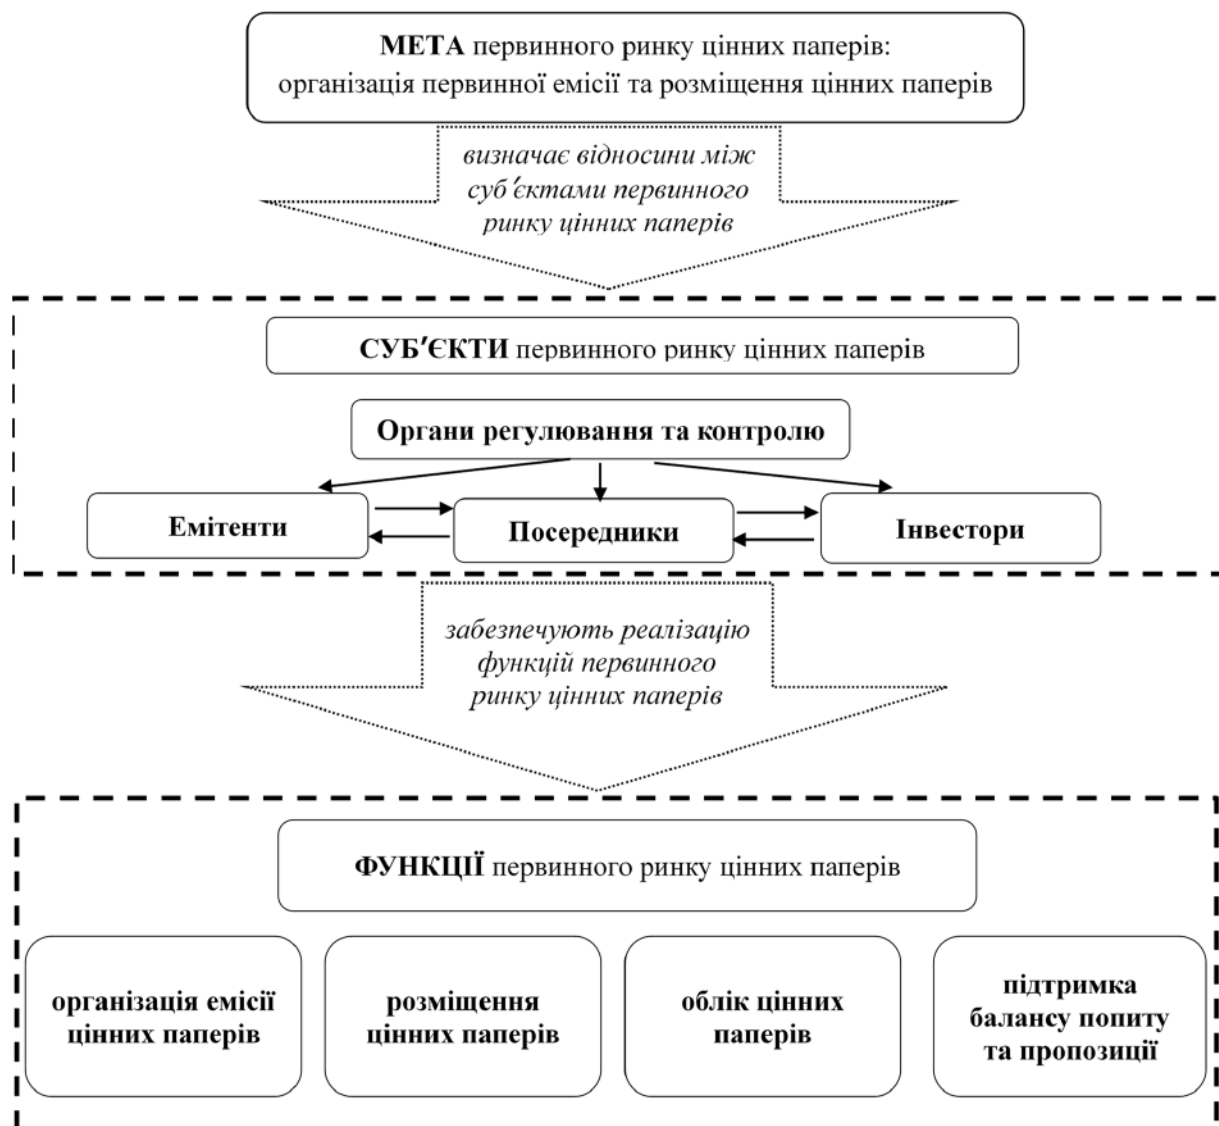 МЕТА первинного ринку цінних паперів:
організація первинної емісії та розміщення цінних паперів
визначає відносини між
суб′єктами первинного
ринку цінних паперів
СУБ′ЄКТИ первинного ринку цінних паперів
Органи регулювання та контролю
Емітенти
Посередники
Інвестори
забезпечують реалізацію
функцій первинного
ринку цінних паперів
ФУНКЦІЇ первинного ринку цінних паперів
організація емісії
цінних паперів
розміщення
цінних паперів
облік цінних
паперів
підтримка
балансу попиту
та пропозиції